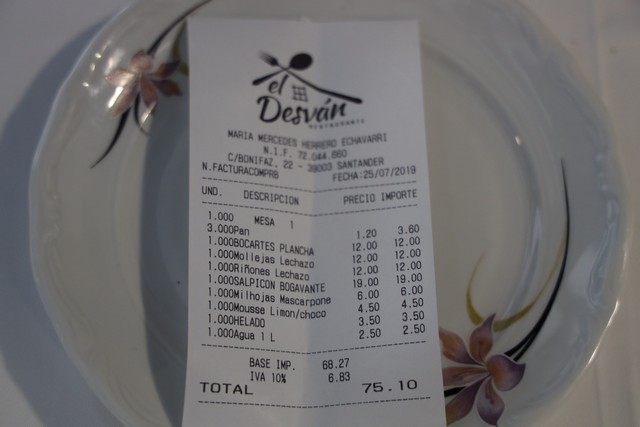 el
Desván
RESTAURANTE
MARIA MERCEDES HERRERO ECHAVARRI
N.I.F. 72.044.860
C/BONIFAZ, 22 - 39003 SANTANDER
N.FACTURACOMPRB FECHA:25/07/2019
UND. DESCRIPCION PRECIO IMPORTE
1.000 MESA 1
3.000Pan 1.20 3.60
1.000BOCARTES PLANCHA 12.00 12.00
1.000Mollejas Lechazo 12.00 12.00
1.000Riñones Lechazo 12.00 12.00
1.000SALPICON BOGAVANTE 19.00 19.00
1.000Milhojas Mascarpone 6.00 6.00
1.000Mousse Limon/choco 4.50 4.50
1.000HELADO 3.50 3.50
1.000Agua 1 L 2.50 2.50
BASE IMP. 68.27
IVA 10% 6.83
TOTAL 75.10